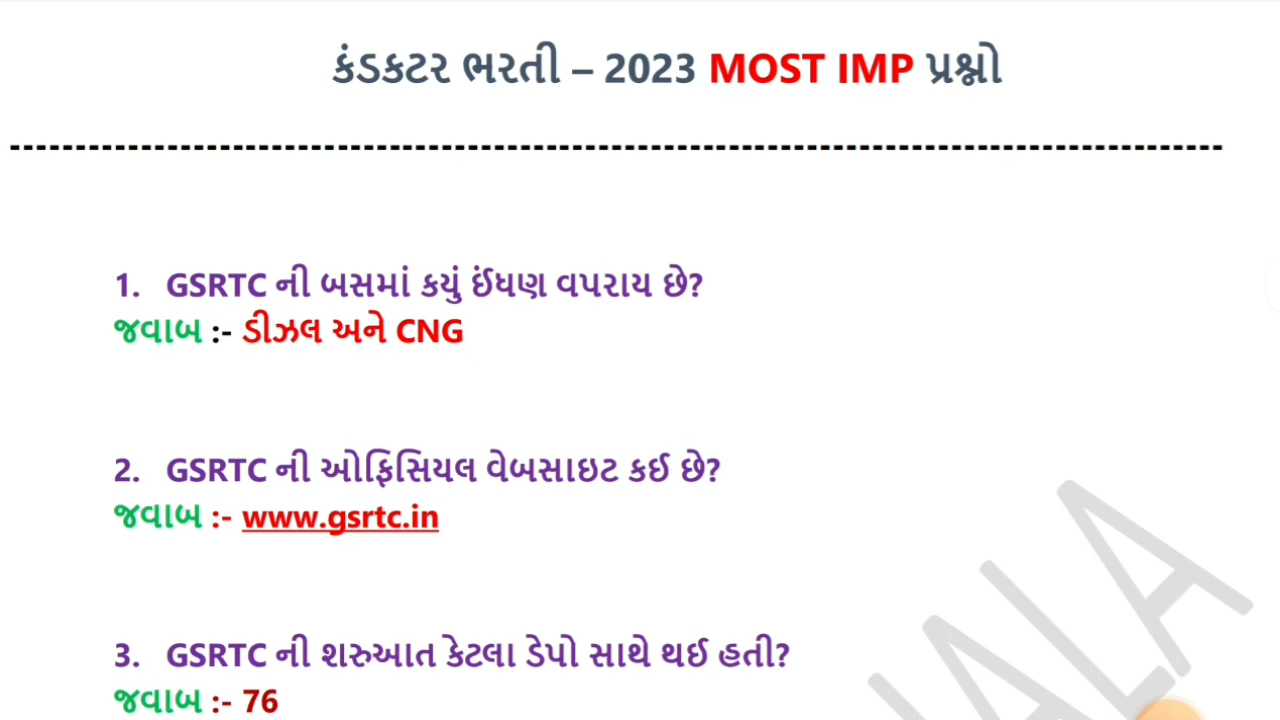 કંડકટર ભરતી – 2023 MOST IMP પ્રશ્નો
1. GSRTC ની બસમાં કયું ઈંધણ વપરાય છે?
જવાબ :- ડીઝલ અને CNG
2. GSRTC ની ઓફિસિયલ વેબસાઇટ કઈ છે?
જવાબ :- www.gsrtc.in
3. GSRTC ની શરુઆત કેટલા ડેપો સાથે થઈ હતી?
જવાબ :- 76